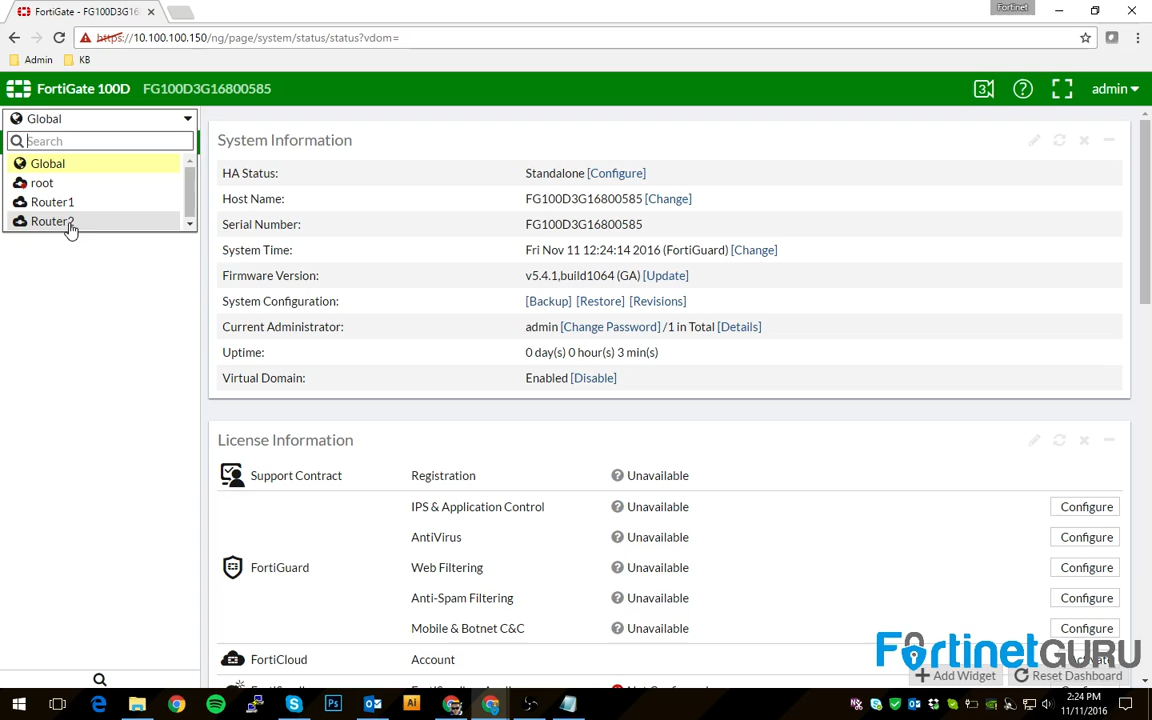 FortiGate - FG100D3G16
Fortinet
https://10.100.100.150/ng/page/system/status/status?vdom=
Admin KB
FortiGate 100D FG100D3G16800585 admin
Global
Search
Global
root
Router1
Router2
System Information
HA Status: Standalone [Configure]
Host Name: FG100D3G16800585 [Change]
Serial Number: FG100D3G16800585
System Time: Fri Nov 11 12:24:14 2016 (FortiGuard) [Change]
Firmware Version: v5.4.1,build1064 (GA) [Update]
System Configuration: [Backup] [Restore] [Revisions]
Current Administrator: admin [Change Password] /1 in Total [Details]
Uptime: 0 day(s) 0 hour(s) 3 min(s)
Virtual Domain: Enabled [Disable]
License Information
Support Contract Registration Unavailable
IPS & Application Control Unavailable Configure
AntiVirus Unavailable Configure
FortiGuard Web Filtering Unavailable Configure
Anti-Spam Filtering Unavailable Configure
Mobile & Botnet C&C Unavailable Configure
FortiCloud Account
FortinetGURU
Add Widget Reset Dashboard
2:24 PM
11/11/2016